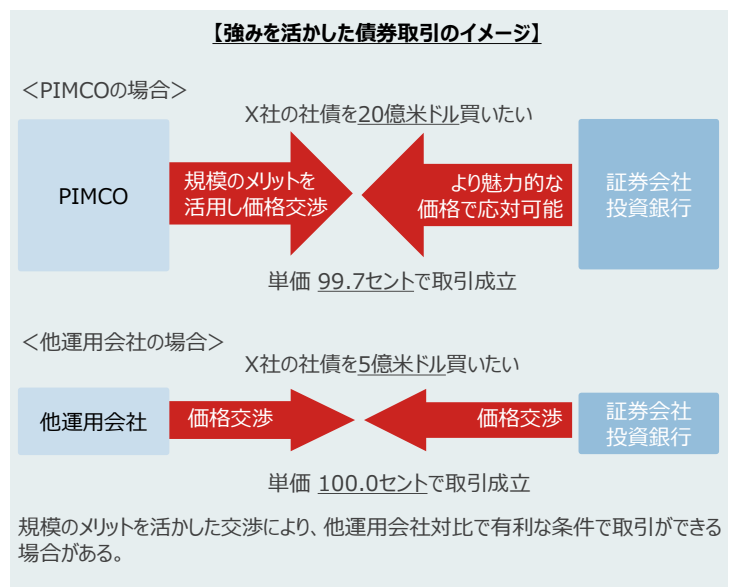 【強みを活かした債券取引のイメージ】
＜PIMCOの場合＞
X社の社債を20億米ドル買いたい
PIMCO
規模のメリットを
活用し価格交渉
より魅力的な
価格で応対可能
証券会社
投資銀行
単価 99.7セントで取引成立
＜他運用会社の場合＞
X社の社債を5億米ドル買いたい
他運用会社
価格交渉
価格交渉
証券会社
投資銀行
単価 100.0セントで取引成立
規模のメリットを活かした交渉により、他運用会社対比で有利な条件で取引ができる
場合がある。